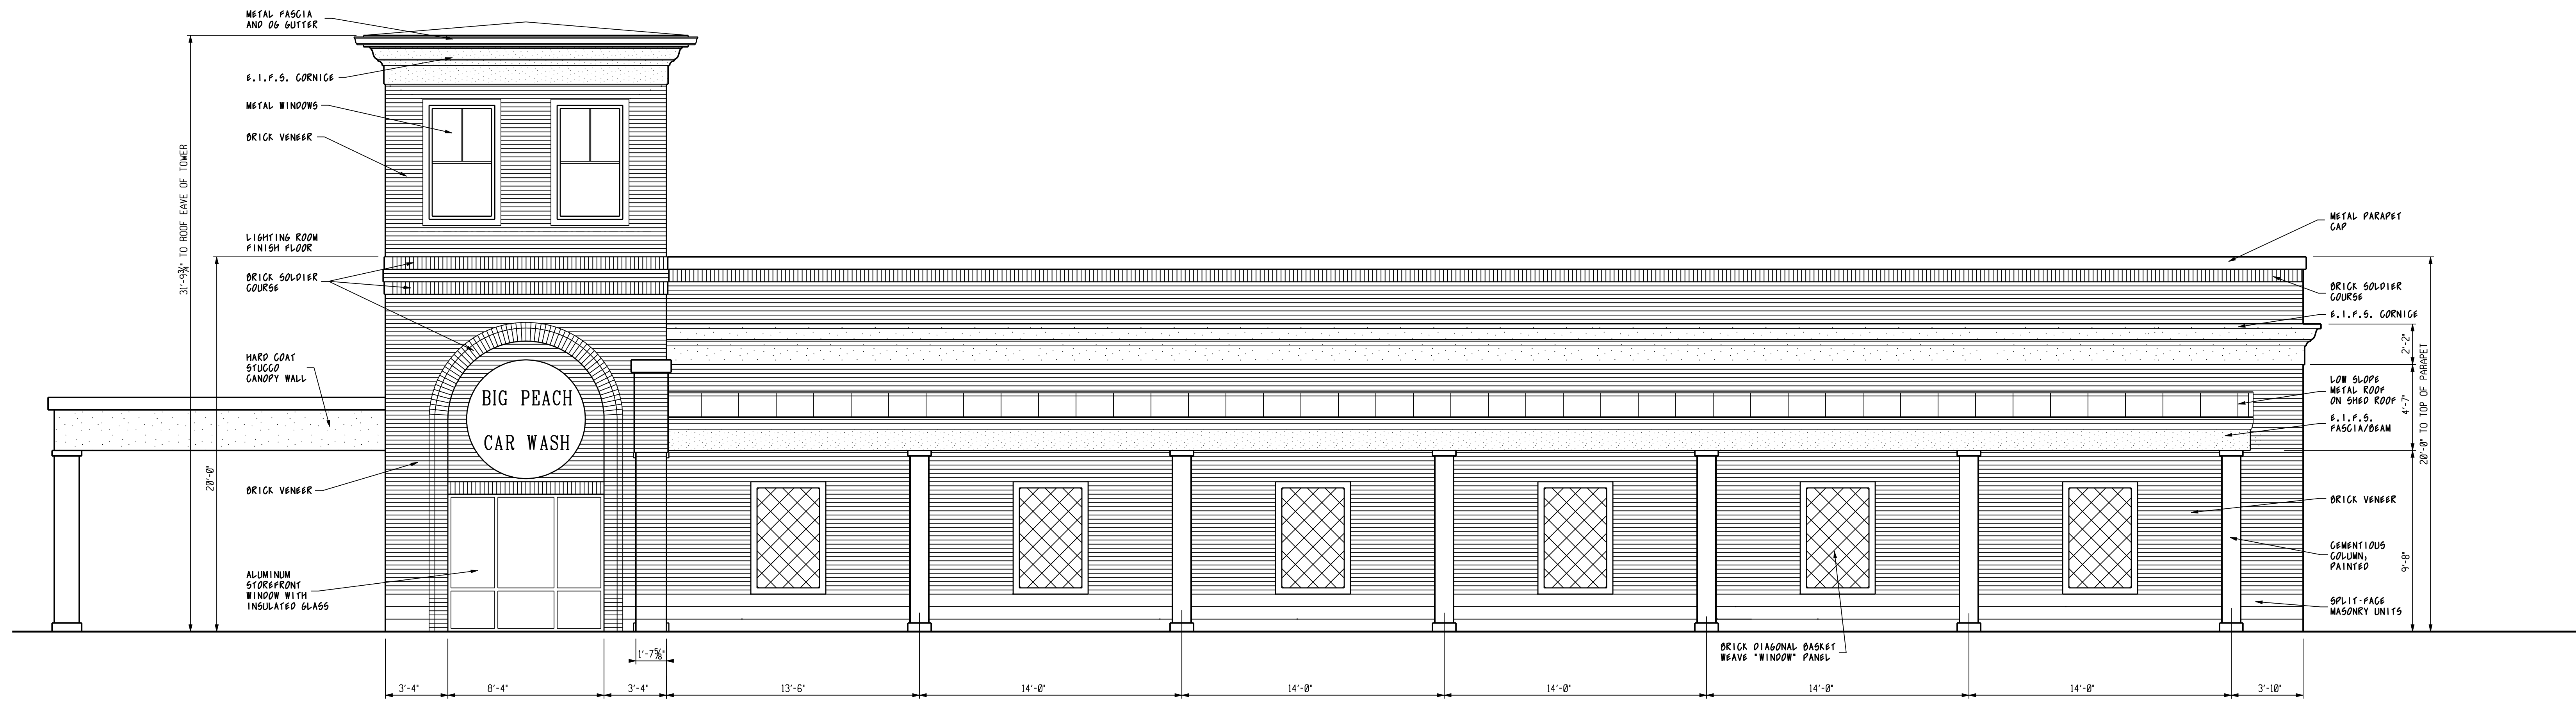 METAL FASCIA
AND OG GUTTER
E.I.F.S. CORNICE
METAL WINDOWS
BRICK VENEER
31'-9¾" TO ROOF EAVE OF TOWER
LIGHTING ROOM
FINISH FLOOR
BRICK SOLDIER
COURSE
HARD COAT
STUCCO
CANOPY WALL
20'-0"
BRICK VENEER
ALUMINUM
STOREFRONT
WINDOW WITH
INSULATED GLASS
BIG PEACH
CAR WASH
METAL PARAPET
CAP
BRICK SOLDIER
COURSE
E.I.F.S. CORNICE
2'-2"
20'-0" TO TOP OF PARAPET
LOW SLOPE
METAL ROOF
ON SHED ROOF
4'-7"
E.I.F.S.
FASCIA/BEAM
BRICK VENEER
CEMENTIOUS
COLUMN,
PAINTED
9'-8"
SPLIT-FACE
MASONRY UNITS
BRICK DIAGONAL BASKET
WEAVE "WINDOW" PANEL
1'-7⅝"
3'-4"
8'-4"
3'-4"
13'-6"
14'-0"
14'-0"
14'-0"
14'-0"
14'-0"
3'-10"